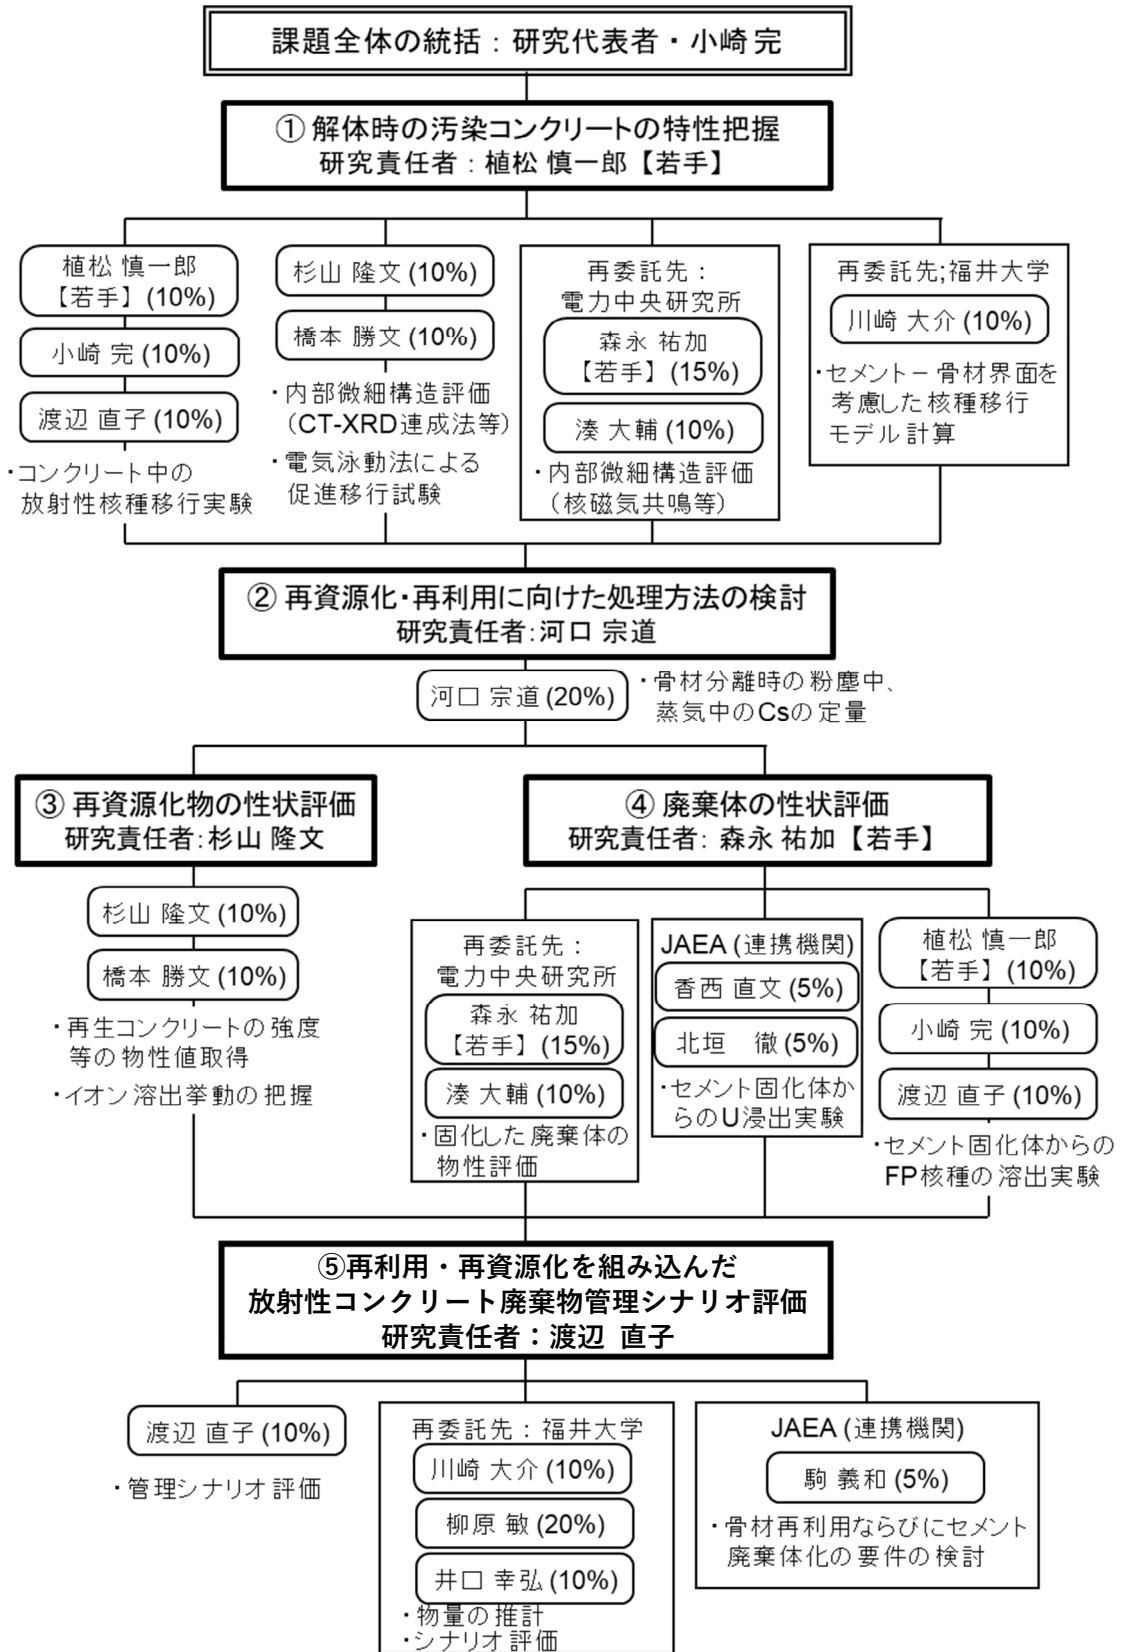 課題全体の統括：研究代表者・小崎 完
① 解体時の汚染コンクリートの特性把握
研究責任者：植松 慎一郎【若手】
植松 慎一郎
【若手】(10%)
小崎 完 (10%)
渡辺 直子 (10%)
・コンクリート中の
放射性核種移行実験
杉山 隆文 (10%)
橋本 勝文 (10%)
・内部微細構造評価
（CT-XRD連成法等）
・電気泳動法による
促進移行試験
再委託先：
電力中央研究所
森永 祐加
【若手】(15%)
湊 大輔 (10%)
・内部微細構造評価
（核磁気共鳴等）
再委託先;福井大学
川崎 大介 (10%)
・セメント－骨材界面を
考慮した核種移行
モデル計算
② 再資源化・再利用に向けた処理方法の検討
研究責任者:河口 宗道
河口 宗道 (20%)
・骨材分離時の粉塵中、
蒸気中のCsの定量
③ 再資源化物の性状評価
研究責任者:杉山 隆文
杉山 隆文 (10%)
橋本 勝文 (10%)
・再生コンクリートの強度
等の物性値取得
・イオン溶出挙動の把握
④ 廃棄体の性状評価
研究責任者: 森永 祐加【若手】
再委託先：
電力中央研究所
森永 祐加
【若手】(15%)
湊 大輔 (10%)
・固化した廃棄体の
物性評価
JAEA (連携機関)
香西 直文 (5%)
北垣　徹 (5%)
・セメント固化体か
らのU浸出実験
植松 慎一郎
【若手】(10%)
小崎 完 (10%)
渡辺 直子 (10%)
・セメント固化体からの
FP核種の溶出実験
⑤再利用・再資源化を組み込んだ
放射性コンクリート廃棄物管理シナリオ評価
研究責任者：渡辺 直子
渡辺 直子 (10%)
・管理シナリオ評価
再委託先：福井大学
川崎 大介 (10%)
柳原 敏 (20%)
井口 幸弘 (10%)
・物量の推計
・シナリオ評価
JAEA (連携機関)
駒 義和 (5%)
・骨材再利用ならびにセメント
廃棄体化の要件の検討